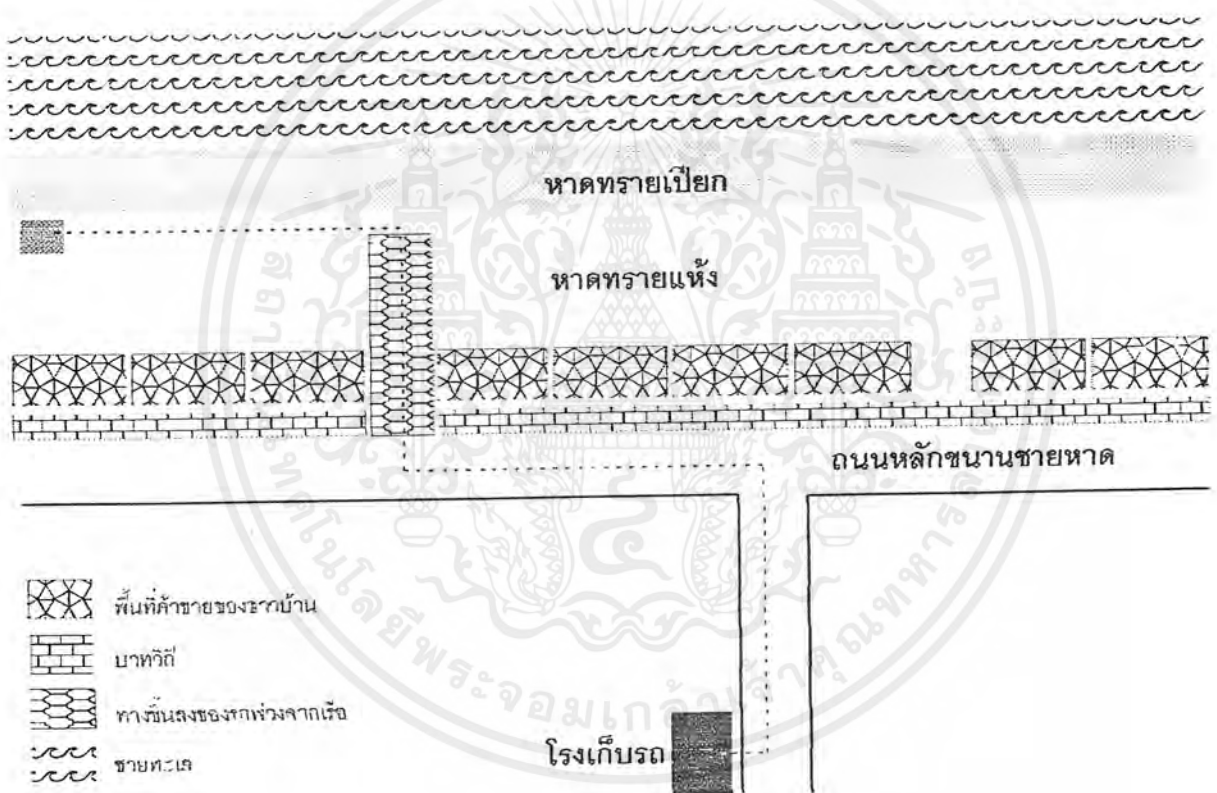 หาดทรายเปียก
หาดทรายแห้ง
ถนนหลักขนานชายหาด
พื้นที่ค้าขายของชาวบ้าน
บาทวิถี
ทางขึ้นลงของรถพ่วงจากเรือ
ชายทะเล
โรงเก็บรถ